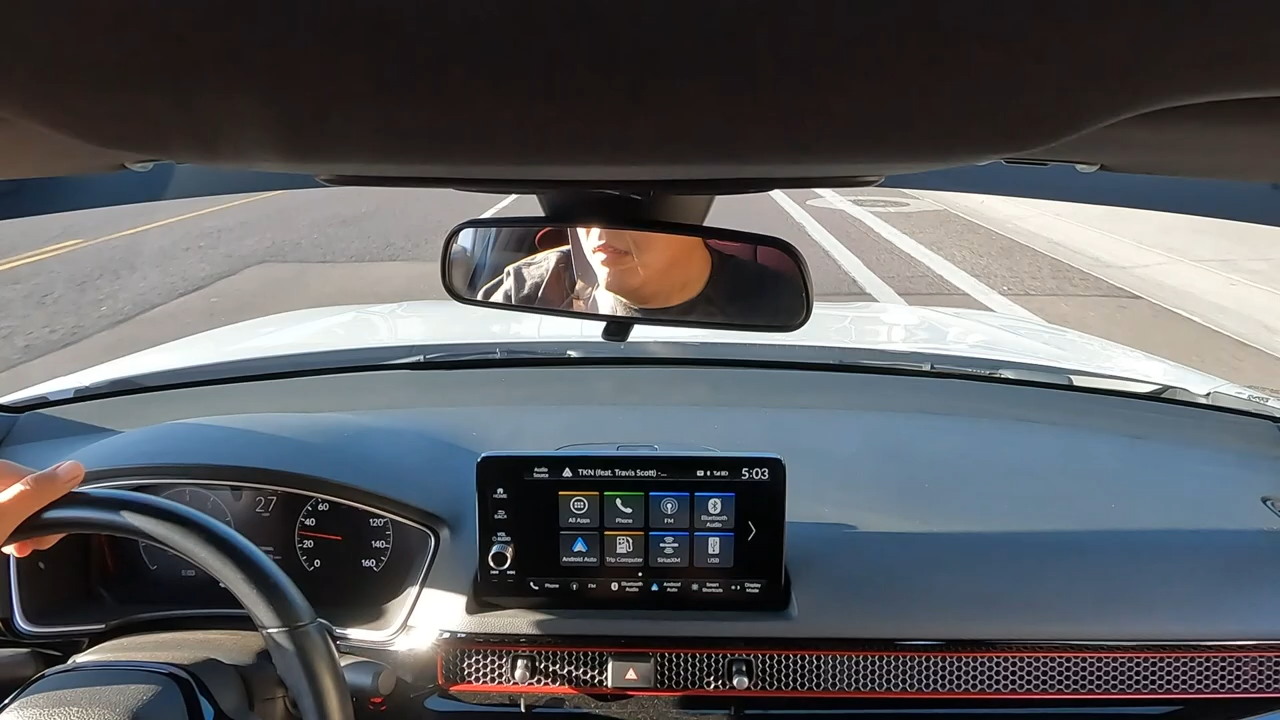 Audio
Source
TKN (feat. Travis Scott) -...
5:03
HOME
BACK
VOL
AUDIO
All Apps
Phone
FM
Bluetooth
Audio
Android Auto
Trip Computer
SiriusXM
USB
Phone
FM
Bluetooth
Audio
Android
Auto
Smart
Shortcuts
Display
Mode
27
0
20
40
60
120
140
160